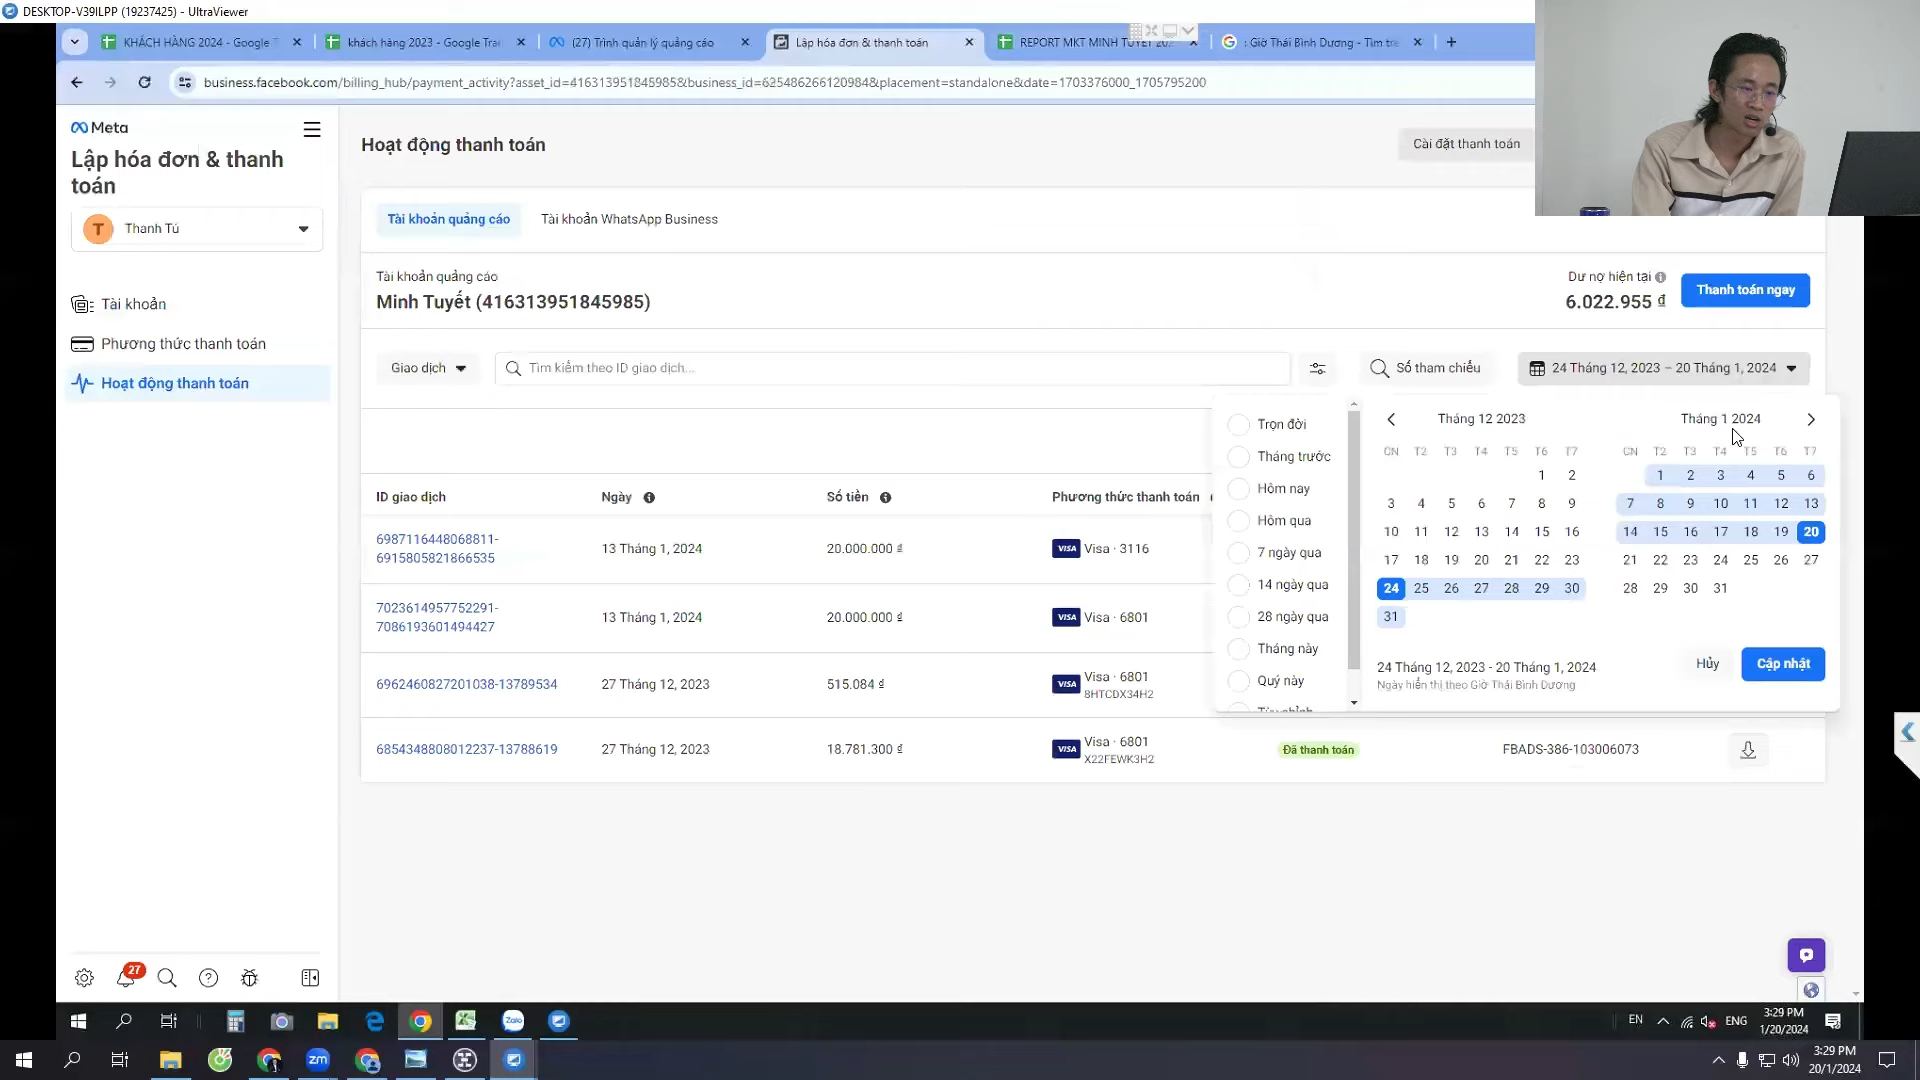 DESKTOP-V39ILPP (19237425) - UltraViewer
KHÁCH HÀNG 2024 - Google T
khách hàng 2023 - Google Tra
(27) Trình quản lý quảng cáo
Lập hóa đơn & thanh toán
REPORT MKT MINH TUYẾT 202
: Giờ Thái Bình Dương - Tìm tr
business.facebook.com/billing_hub/payment_activity?asset_id=416313951845985&business_id=625486266120984&placement=standalone&date=1703376000_1705795200
Meta
Lập hóa đơn & thanh
toán
T
Thanh Tú
Tài khoản
Phương thức thanh toán
Hoạt động thanh toán
27
Hoạt động thanh toán
Cài đặt thanh toán
Tài khoản quảng cáo
Tài khoản WhatsApp Business
Tài khoản quảng cáo
Minh Tuyết (416313951845985)
Dư nợ hiện tại
6.022.955 đ
Thanh toán ngay
Giao dịch
Tìm kiếm theo ID giao dịch...
Số tham chiếu
24 Tháng 12, 2023 – 20 Tháng 1, 2024
ID giao dịch
Ngày
Số tiền
Phương thức thanh toán
6987116448068811-
6915805821866535
13 Tháng 1, 2024
20.000.000 đ
VISA
Visa · 3116
7023614957752291-
7086193601494427
13 Tháng 1, 2024
20.000.000 đ
VISA
Visa · 6801
6962460827201038-13789534
27 Tháng 12, 2023
515.084 đ
VISA
Visa · 6801
8HTCDX34H2
6854348808012237-13788619
27 Tháng 12, 2023
18.781.300 đ
VISA
Visa · 6801
X22FEWK3H2
Đã thanh toán
FBADS-386-103006073
Trọn đời
Tháng trước
Hôm nay
Hôm qua
7 ngày qua
14 ngày qua
28 ngày qua
Tháng này
Quý này
Tùy chỉnh
Tháng 12 2023
CN T2 T3 T4 T5 T6 T7
1 2
3 4 5 6 7 8 9
10 11 12 13 14 15 16
17 18 19 20 21 22 23
24 25 26 27 28 29 30
31
Tháng 1 2024
CN T2 T3 T4 T5 T6 T7
1 2 3 4 5 6
7 8 9 10 11 12 13
14 15 16 17 18 19 20
21 22 23 24 25 26 27
28 29 30 31
24 Tháng 12, 2023 - 20 Tháng 1, 2024
Ngày hiển thị theo Giờ Thái Bình Dương
Hủy
Cập nhật
Zalo
EN
ENG
3:29 PM
1/20/2024
zm
3:29 PM
20/1/2024